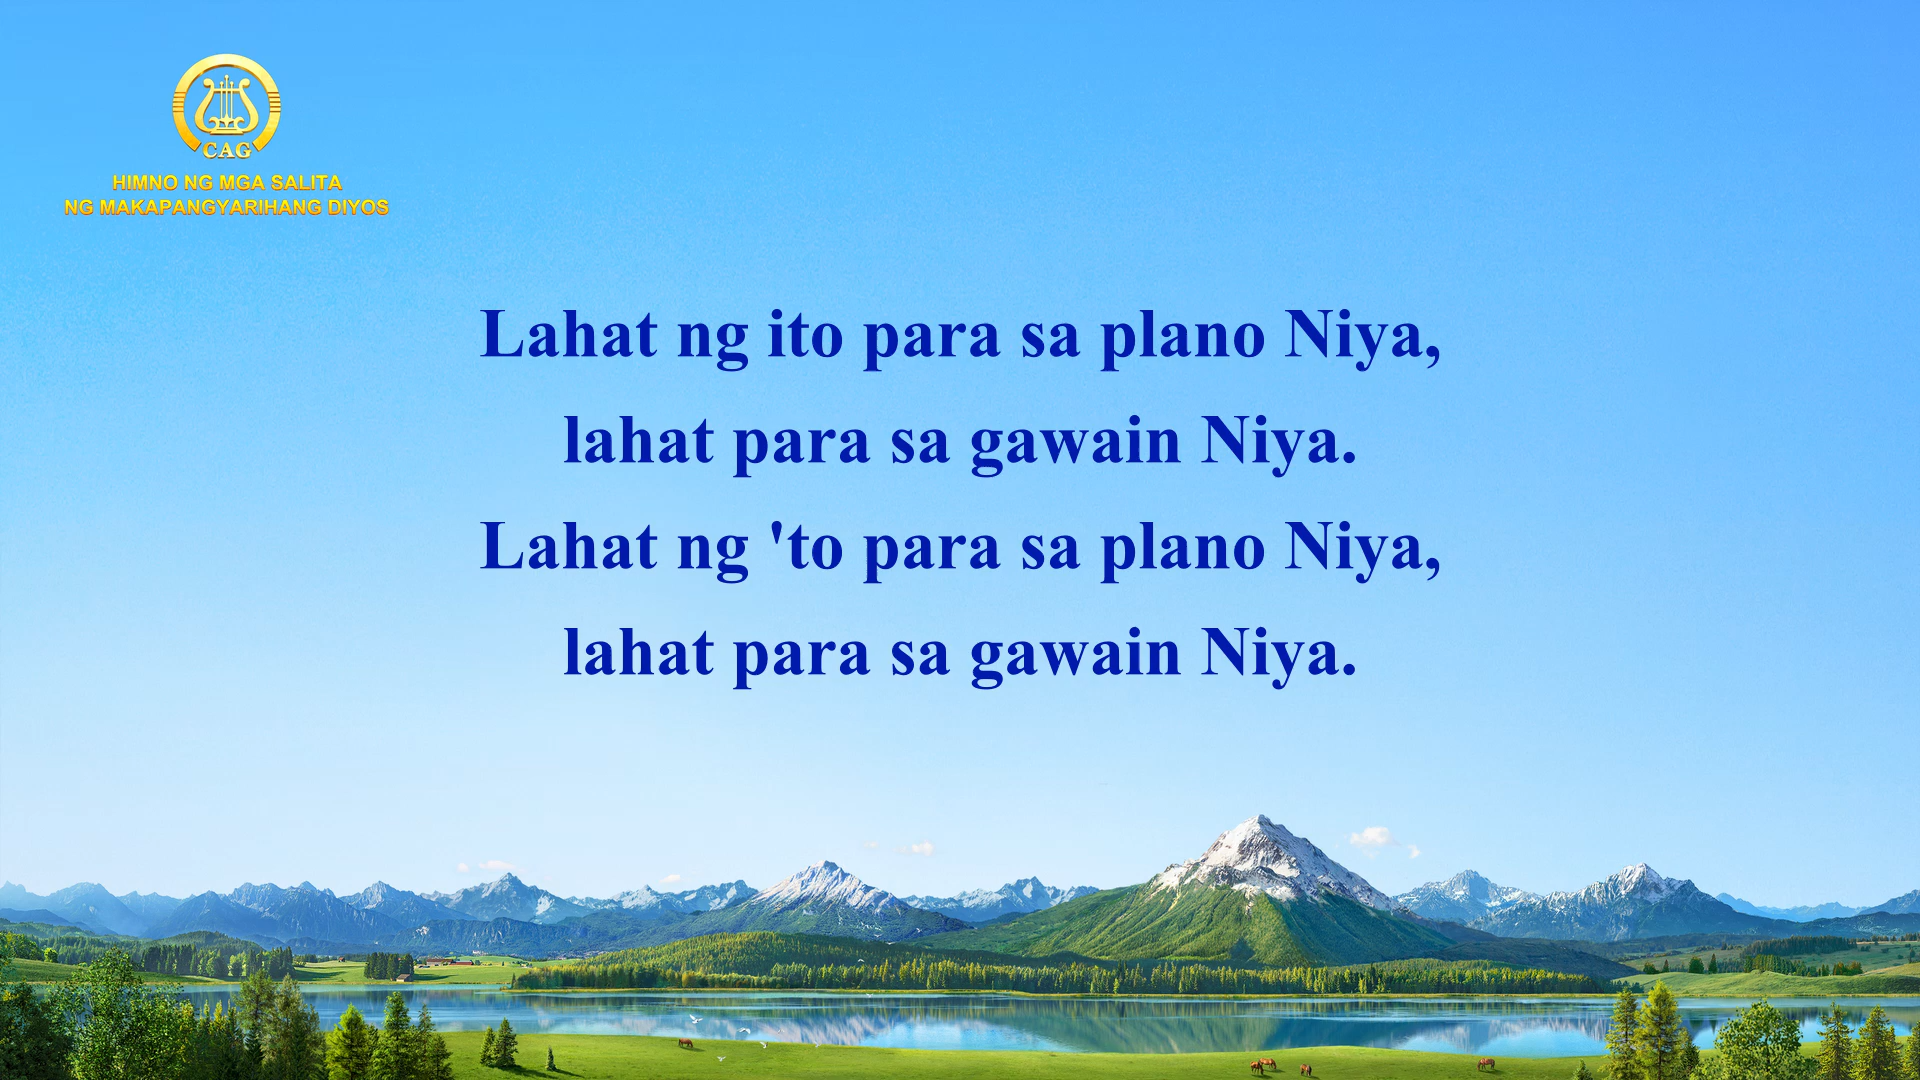 CAG
HIMNO NG MGA SALITA
NG MAKAPANGYARIHANG DIYOS
Lahat ng ito para sa plano Niya,
lahat para sa gawain Niya.
Lahat ng 'to para sa plano Niya,
lahat para sa gawain Niya.